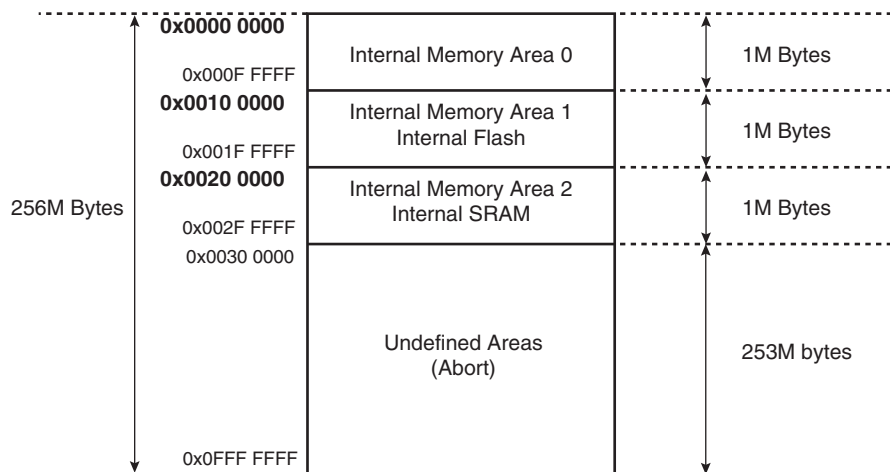 0x0000 0000
Internal Memory Area 0
1M Bytes
0x000F FFFF
0x0010 0000
Internal Memory Area 1
Internal Flash
1M Bytes
0x001F FFFF
0x0020 0000
Internal Memory Area 2
Internal SRAM
256M Bytes
1M Bytes
0x002F FFFF
0x0030 0000
Undefined Areas
(Abort)
253M bytes
0x0FFF FFFF